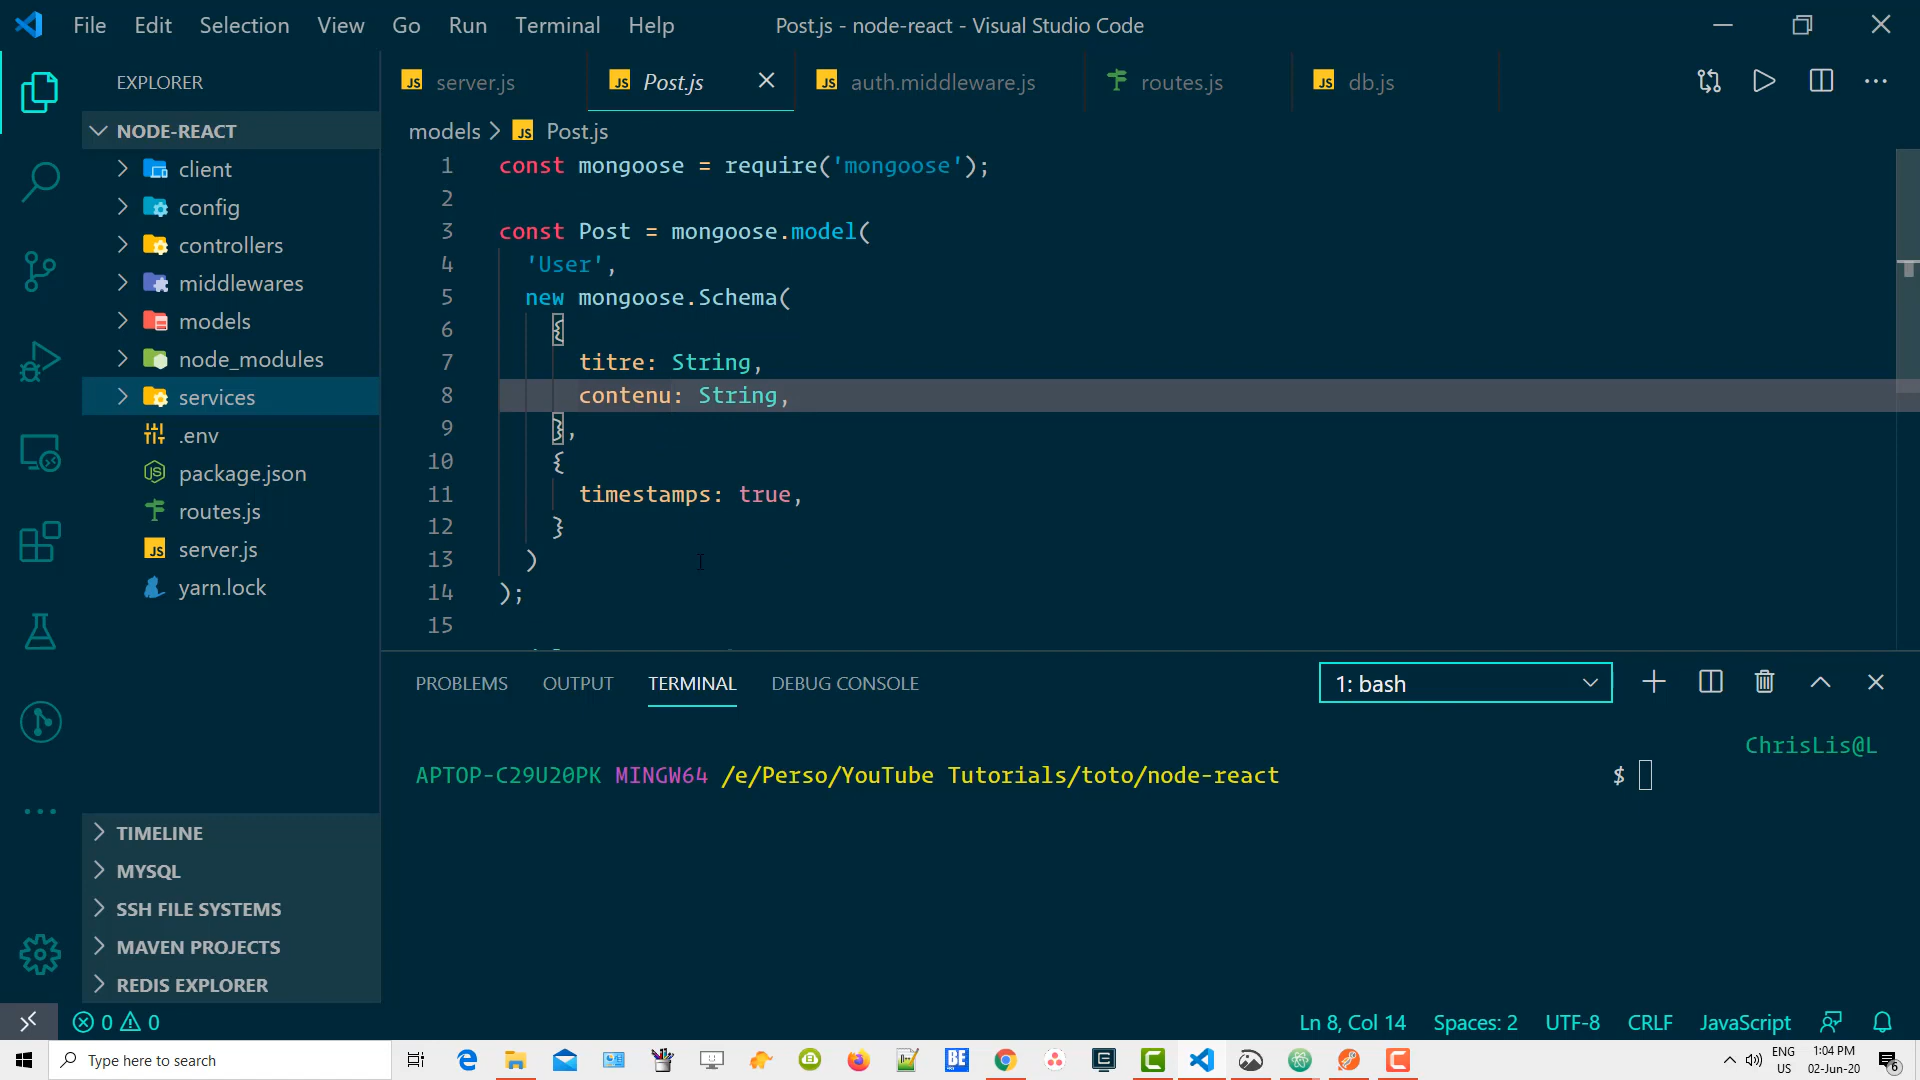 File Edit Selection View Go Run Terminal Help
Post.js - node-react - Visual Studio Code
EXPLORER
NODE-REACT
client
config
controllers
middlewares
models
node_modules
services
.env
package.json
routes.js
server.js
yarn.lock
TIMELINE
MYSQL
SSH FILE SYSTEMS
MAVEN PROJECTS
REDIS EXPLORER
server.js Post.js auth.middleware.js routes.js db.js
models > Post.js
1 const mongoose = require('mongoose');
2
3 const Post = mongoose.model(
4 'User',
5 new mongoose.Schema(
6 {
7 titre: String,
8 contenu: String,
9 },
10 {
11 timestamps: true,
12 }
13 )
14 );
15
PROBLEMS OUTPUT TERMINAL DEBUG CONSOLE
1: bash
ChrisLis@L
APTOP-C29U20PK MINGW64 /e/Perso/YouTube Tutorials/toto/node-react $
0 0
Ln 8, Col 14 Spaces: 2 UTF-8 CRLF JavaScript
Type here to search
ENG
US
1:04 PM
02-Jun-20
6